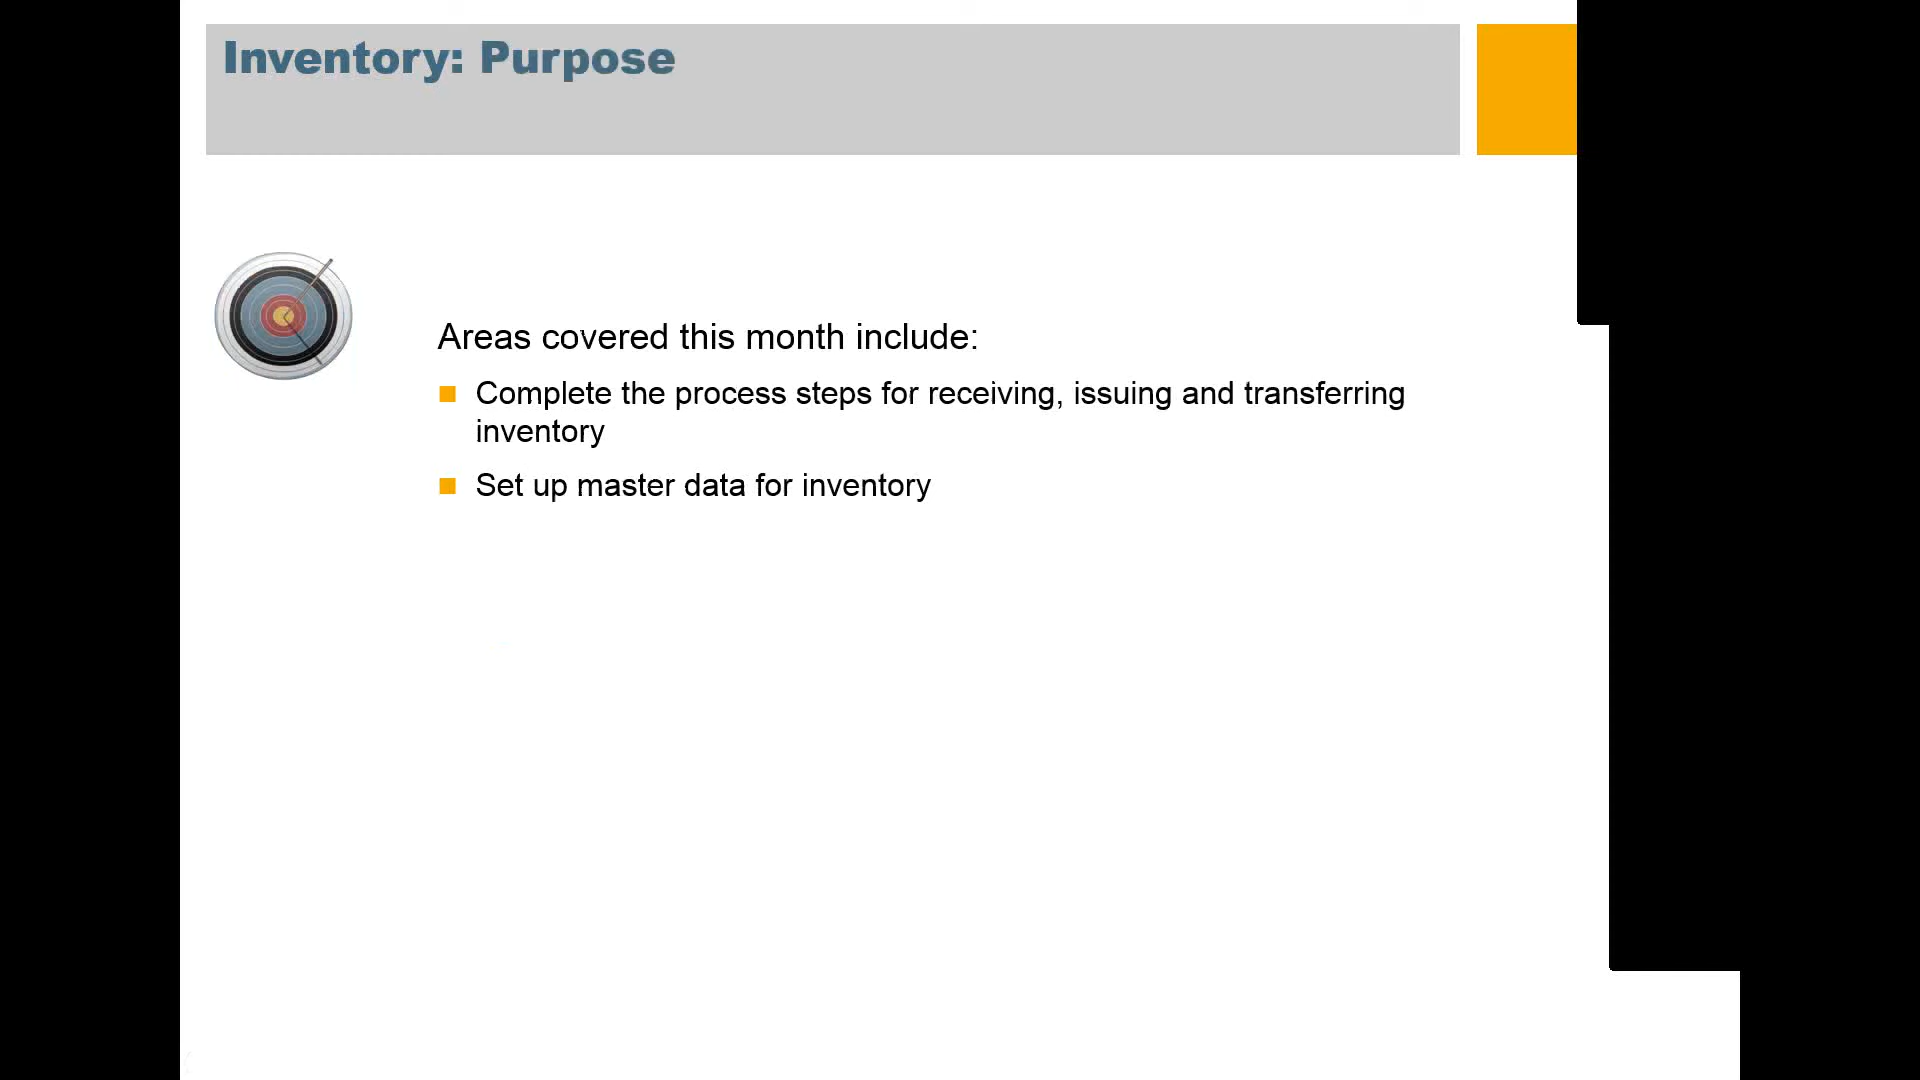 Inventory: Purpose
Areas covered this month include:
Complete the process steps for receiving, issuing and transferring
inventory
Set up master data for inventory